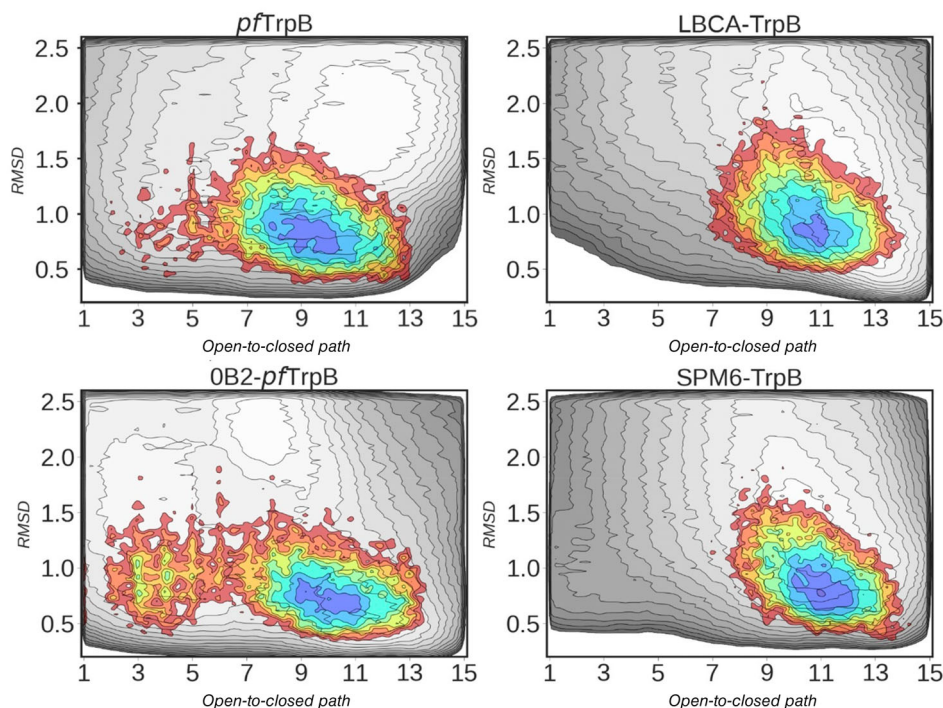 pfTrpB
LBCA-TrpB
RMSD
2.5
2.0
1.5
1.0
0.5
1 3 5 7 9 11 13 15
Open-to-closed path
RMSD
2.5
2.0
1.5
1.0
0.5
1 3 5 7 9 11 13 15
Open-to-closed path
0B2-pfTrpB
SPM6-TrpB
RMSD
2.5
2.0
1.5
1.0
0.5
1 3 5 7 9 11 13 15
Open-to-closed path
RMSD
2.5
2.0
1.5
1.0
0.5
1 3 5 7 9 11 13 15
Open-to-closed path